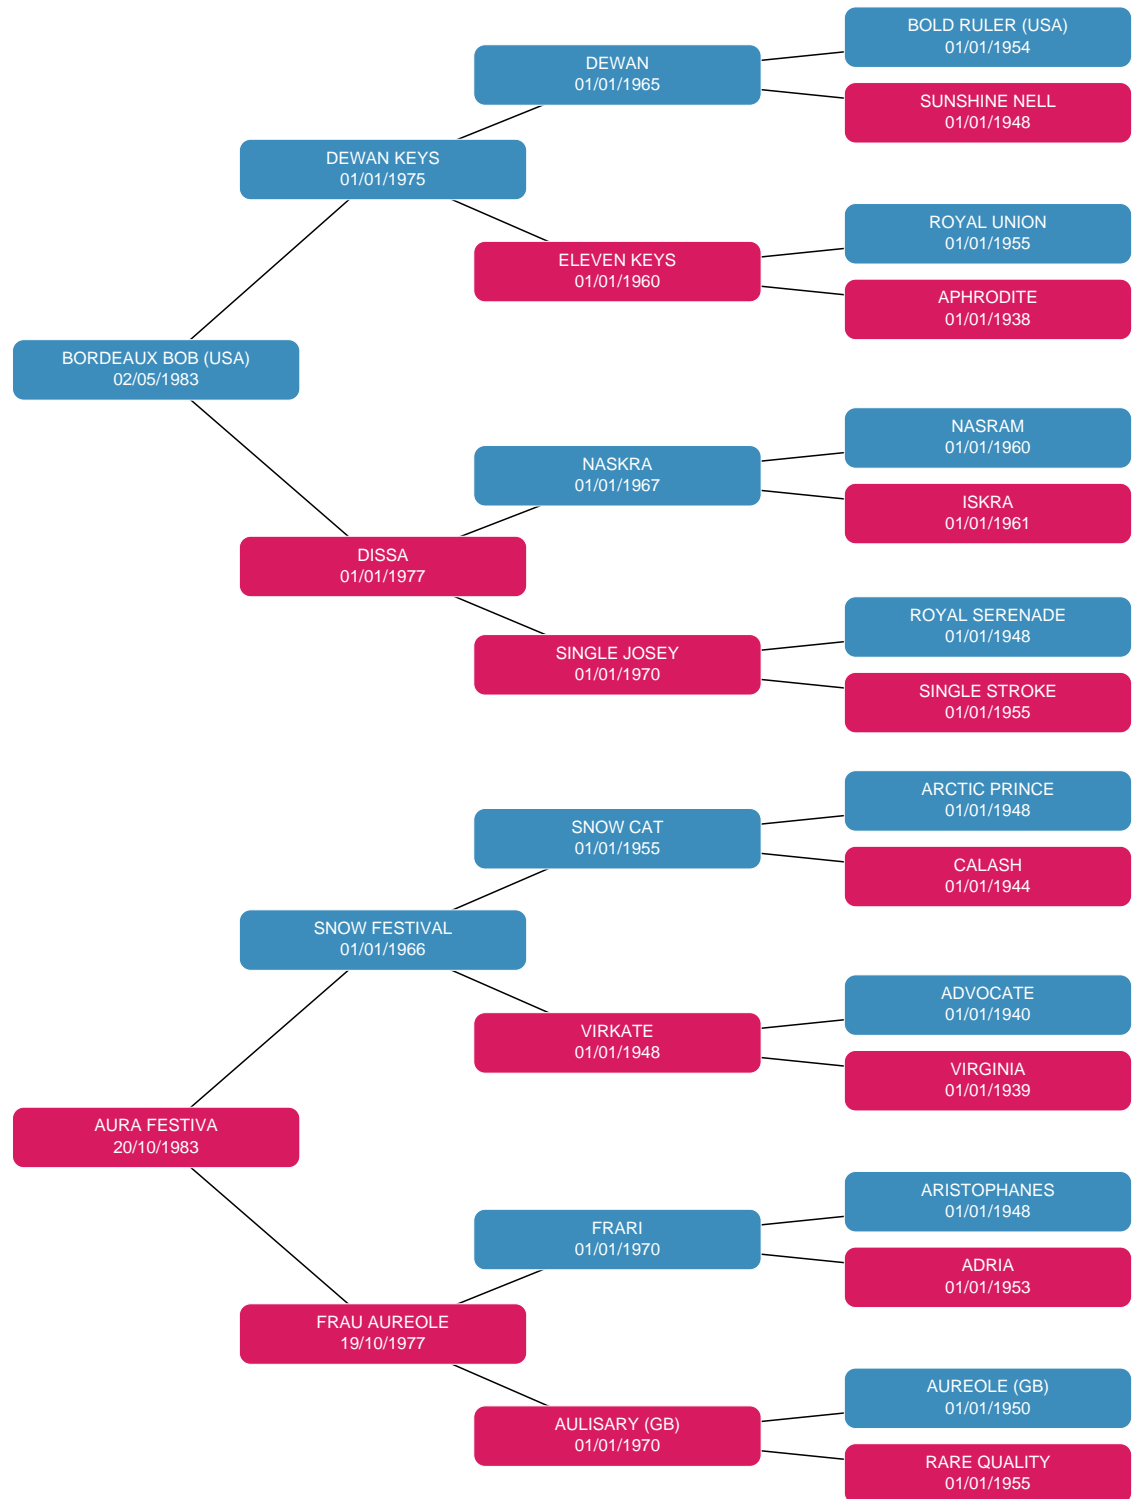 BOLD RULER (USA)
01/01/1954
DEWAN
01/01/1965
SUNSHINE NELL
01/01/1948
DEWAN KEYS
01/01/1975
ROYAL UNION
01/01/1955
ELEVEN KEYS
01/01/1960
APHRODITE
01/01/1938
BORDEAUX BOB (USA)
02/05/1983
NASRAM
01/01/1960
NASKRA
01/01/1967
ISKRA
01/01/1961
DISSA
01/01/1977
ROYAL SERENADE
01/01/1948
SINGLE JOSEY
01/01/1970
SINGLE STROKE
01/01/1955
ARCTIC PRINCE
01/01/1948
SNOW CAT
01/01/1955
CALASH
01/01/1944
SNOW FESTIVAL
01/01/1966
ADVOCATE
01/01/1940
VIRKATE
01/01/1948
VIRGINIA
01/01/1939
AURA FESTIVA
20/10/1983
ARISTOPHANES
01/01/1948
FRARI
01/01/1970
ADRIA
01/01/1953
FRAU AUREOLE
19/10/1977
AUREOLE (GB)
01/01/1950
AULISARY (GB)
01/01/1970
RARE QUALITY
01/01/1955